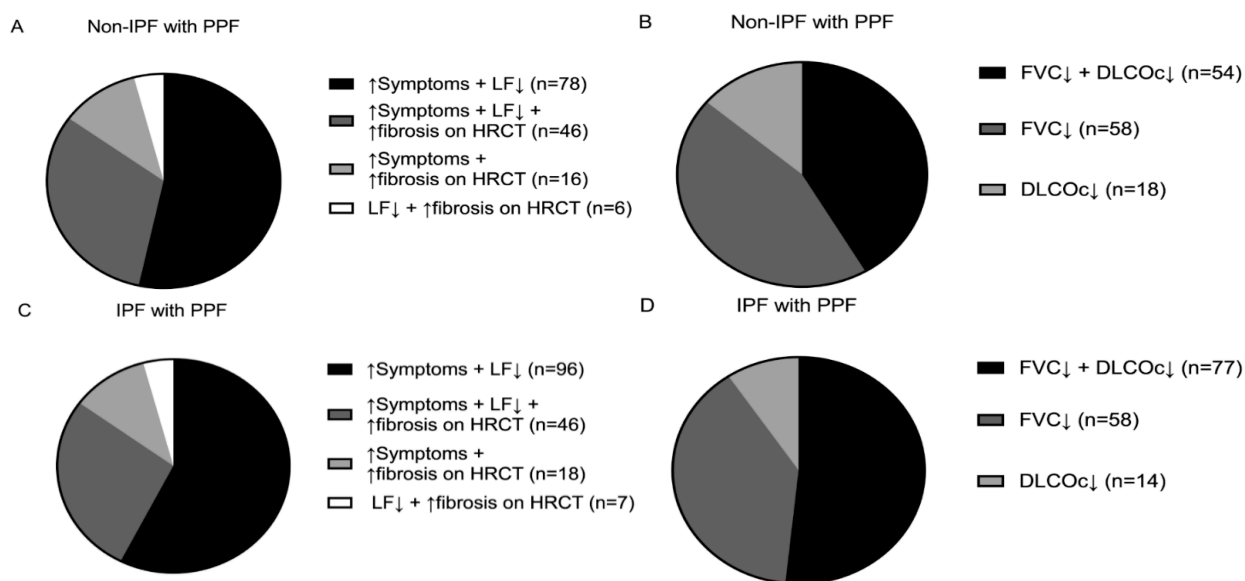 A
Non-IPF with PPF
↑Symptoms + LF↓ (n=78)
↑Symptoms + LF↓ +
↑fibrosis on HRCT (n=46)
↑Symptoms +
↑fibrosis on HRCT (n=16)
LF↓ + ↑fibrosis on HRCT (n=6)
B
Non-IPF with PPF
FVC↓ + DLCOc↓ (n=54)
FVC↓ (n=58)
DLCOc↓ (n=18)
C
IPF with PPF
↑Symptoms + LF↓ (n=96)
↑Symptoms + LF↓ +
↑fibrosis on HRCT (n=46)
↑Symptoms +
↑fibrosis on HRCT (n=18)
LF↓ + ↑fibrosis on HRCT (n=7)
D
IPF with PPF
FVC↓ + DLCOc↓ (n=77)
FVC↓ (n=58)
DLCOc↓ (n=14)